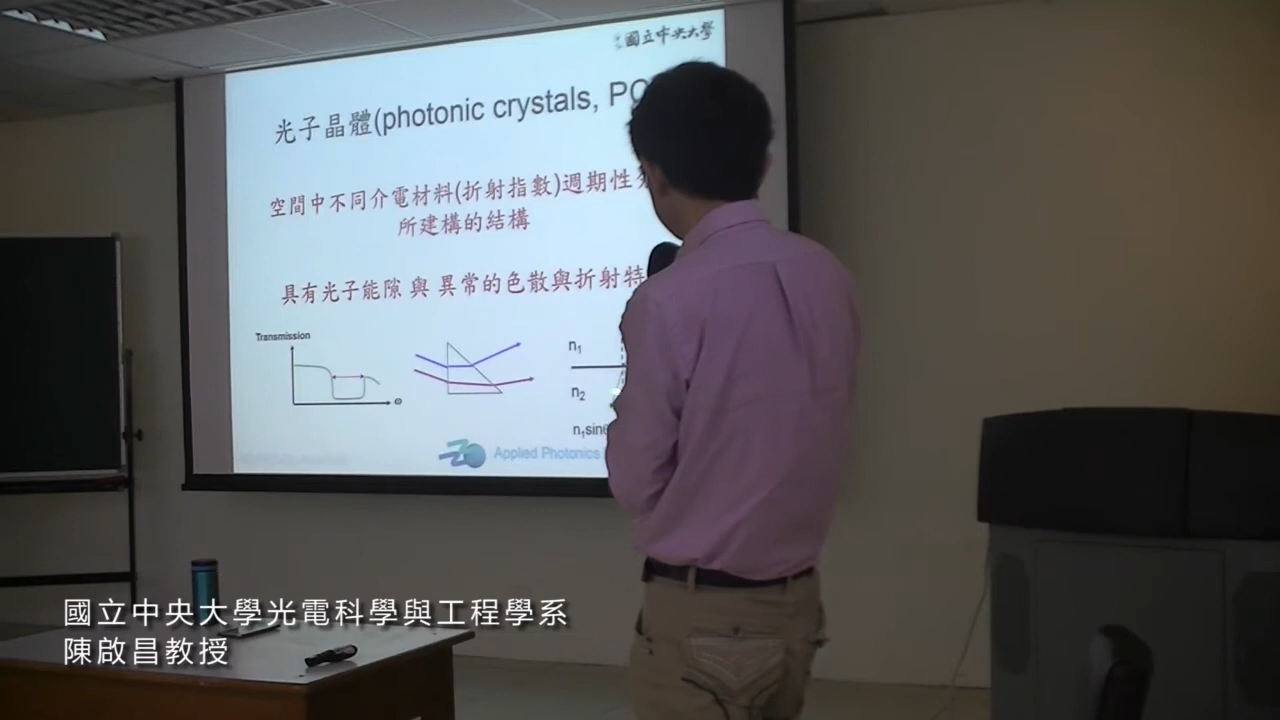 國立中央大學
光子晶體(photonic crystals, PC
空間中不同介電材料(折射指數)週期性
所建構的結構
具有光子能隙 與 異常的色散與折射特
Transmission
ω
n1
n2
n1sinθ
Applied Photonics
國立中央大學光電科學與工程學系
陳啟昌教授